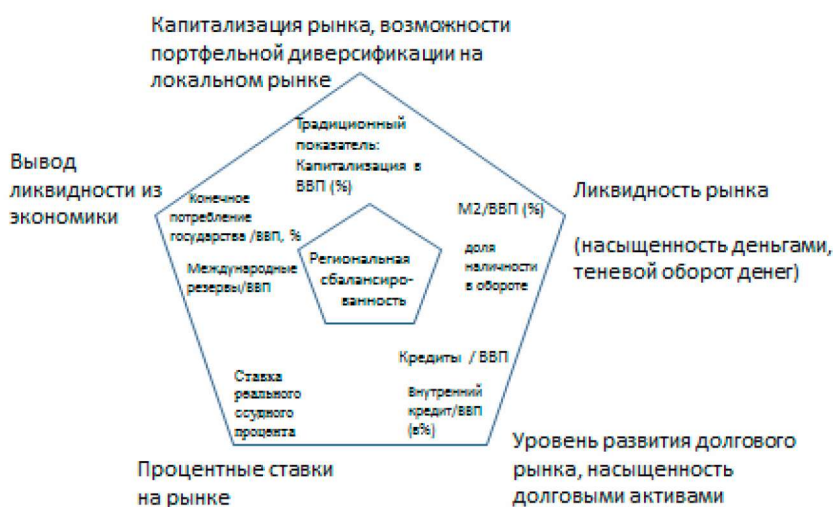 Капитализация рынка, возможности
портфельной диверсификации на
локальном рынке
Традиционный
показатель:
Капитализация в
ВВП (%)
Вывод
ликвидности из
экономики
Конечное
потребление
государства /ВВП, %
Международные
резервы/ВВП
Региональная
сбалансиро-
ванность
М2/ВВП (%)
доля
наличности
в обороте
Ликвидность рынка
(насыщенность деньгами,
теневой оборот денег)
Ставка
реального
ссудного
процента
Кредиты / ВВП
Внутренний
кредит/ВВП
(в%)
Процентные ставки
на рынке
Уровень развития долгового
рынка, насыщенность
долговыми активами